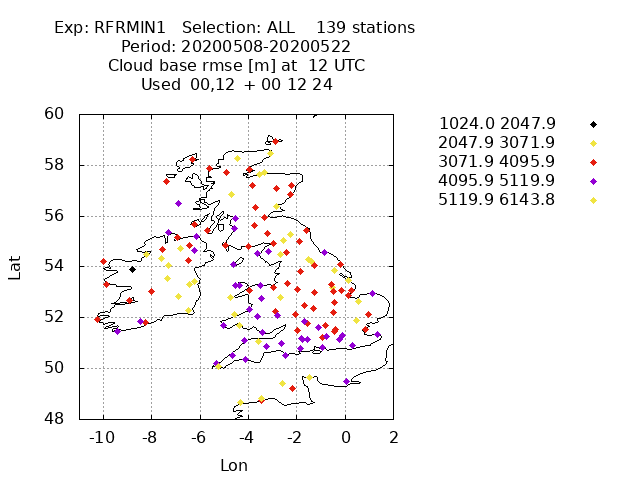 Exp: RFRMIN1 Selection: ALL 139 stations
Period: 20200508-20200522
Cloud base rmse [m] at 12 UTC
Used 00,12 + 00 12 24
1024.0 2047.9
2047.9 3071.9
3071.9 4095.9
4095.9 5119.9
5119.9 6143.8
60
58
56
54
52
50
48
Lat
-10 -8 -6 -4 -2 0 2
Lon